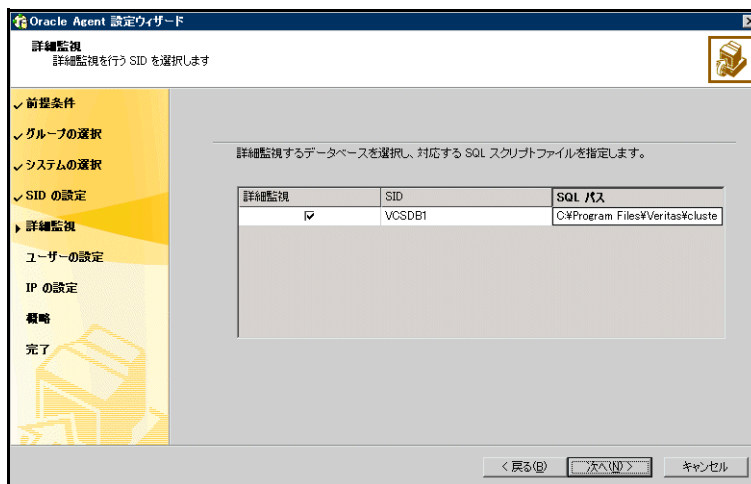 Oracle Agent 設定ウィザード
詳細監視
詳細監視を行う SID を選択します
前提条件
グループの選択
システムの選択
SID の設定
詳細監視
ユーザーの設定
IP の設定
概略
完了
詳細監視するデータベースを選択し、対応する SQL スクリプトファイルを指定します。
詳細監視 SID SQL パス
VCSDB1 C:¥Program Files¥Veritas¥cluste
< 戻る(B) 次へ(N) > キャンセル